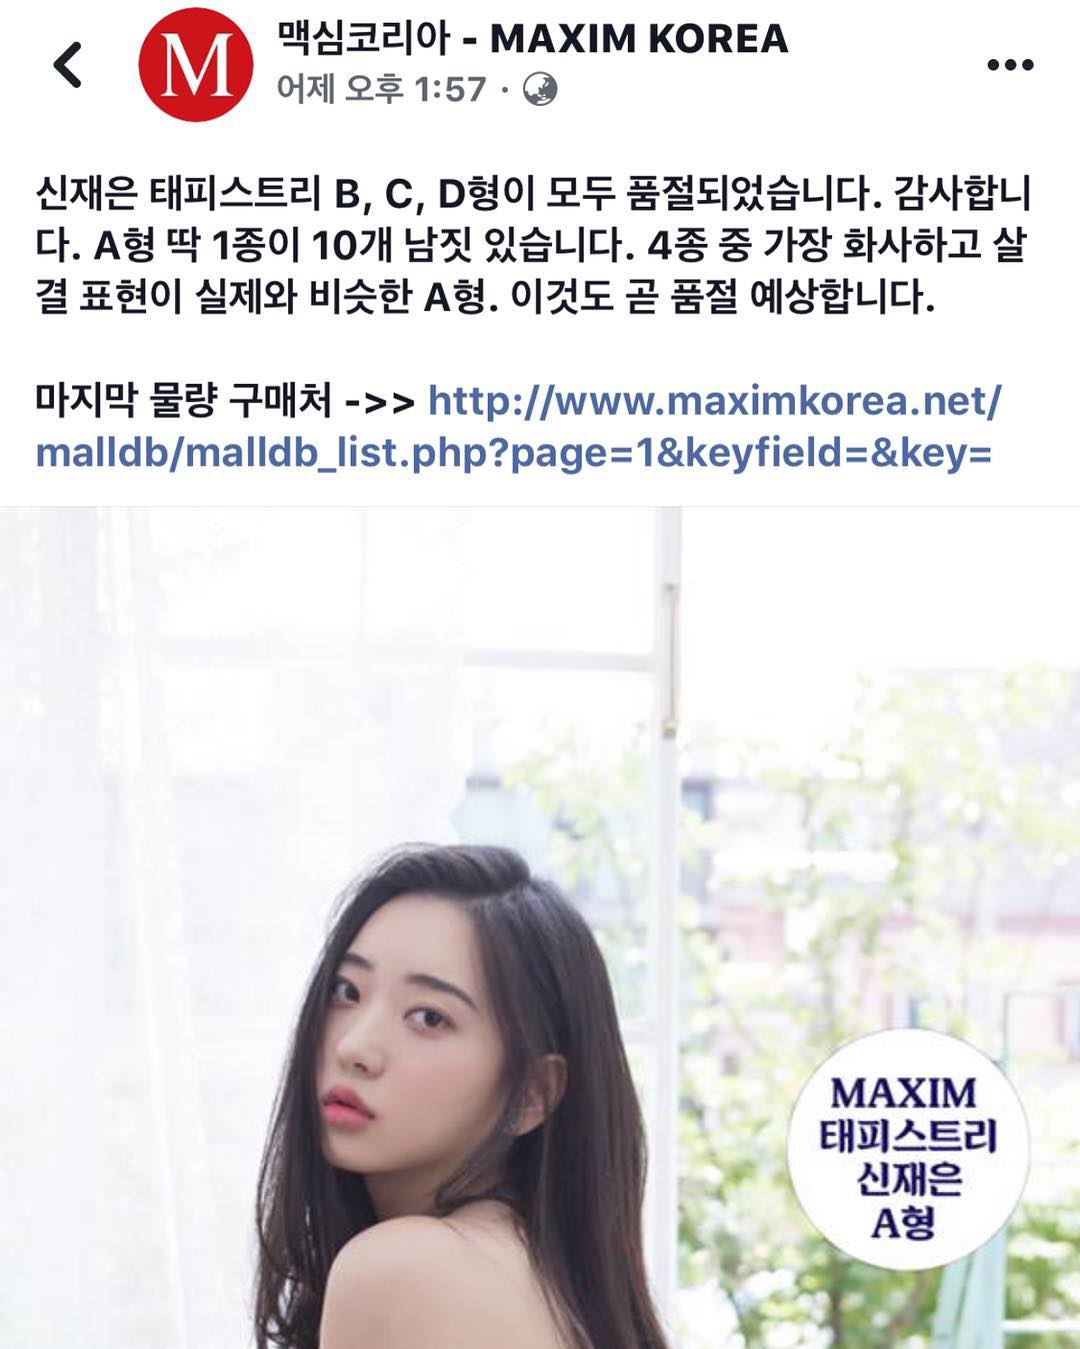 맥심코리아 - MAXIM KOREA
어제 오후 1:57 ·
신재은 태피스트리 B, C, D형이 모두 품절되었습니다. 감사합니
다. A형 딱 1종이 10개 남짓 있습니다. 4종 중 가장 화사하고 살
결 표현이 실제와 비슷한 A형. 이것도 곧 품절 예상합니다.
마지막 물량 구매처 ->> http://www.maximkorea.net/
malldb/malldb_list.php?page=1&keyfield=&key=
M
MAXIM
태피스트리
신재은
A형